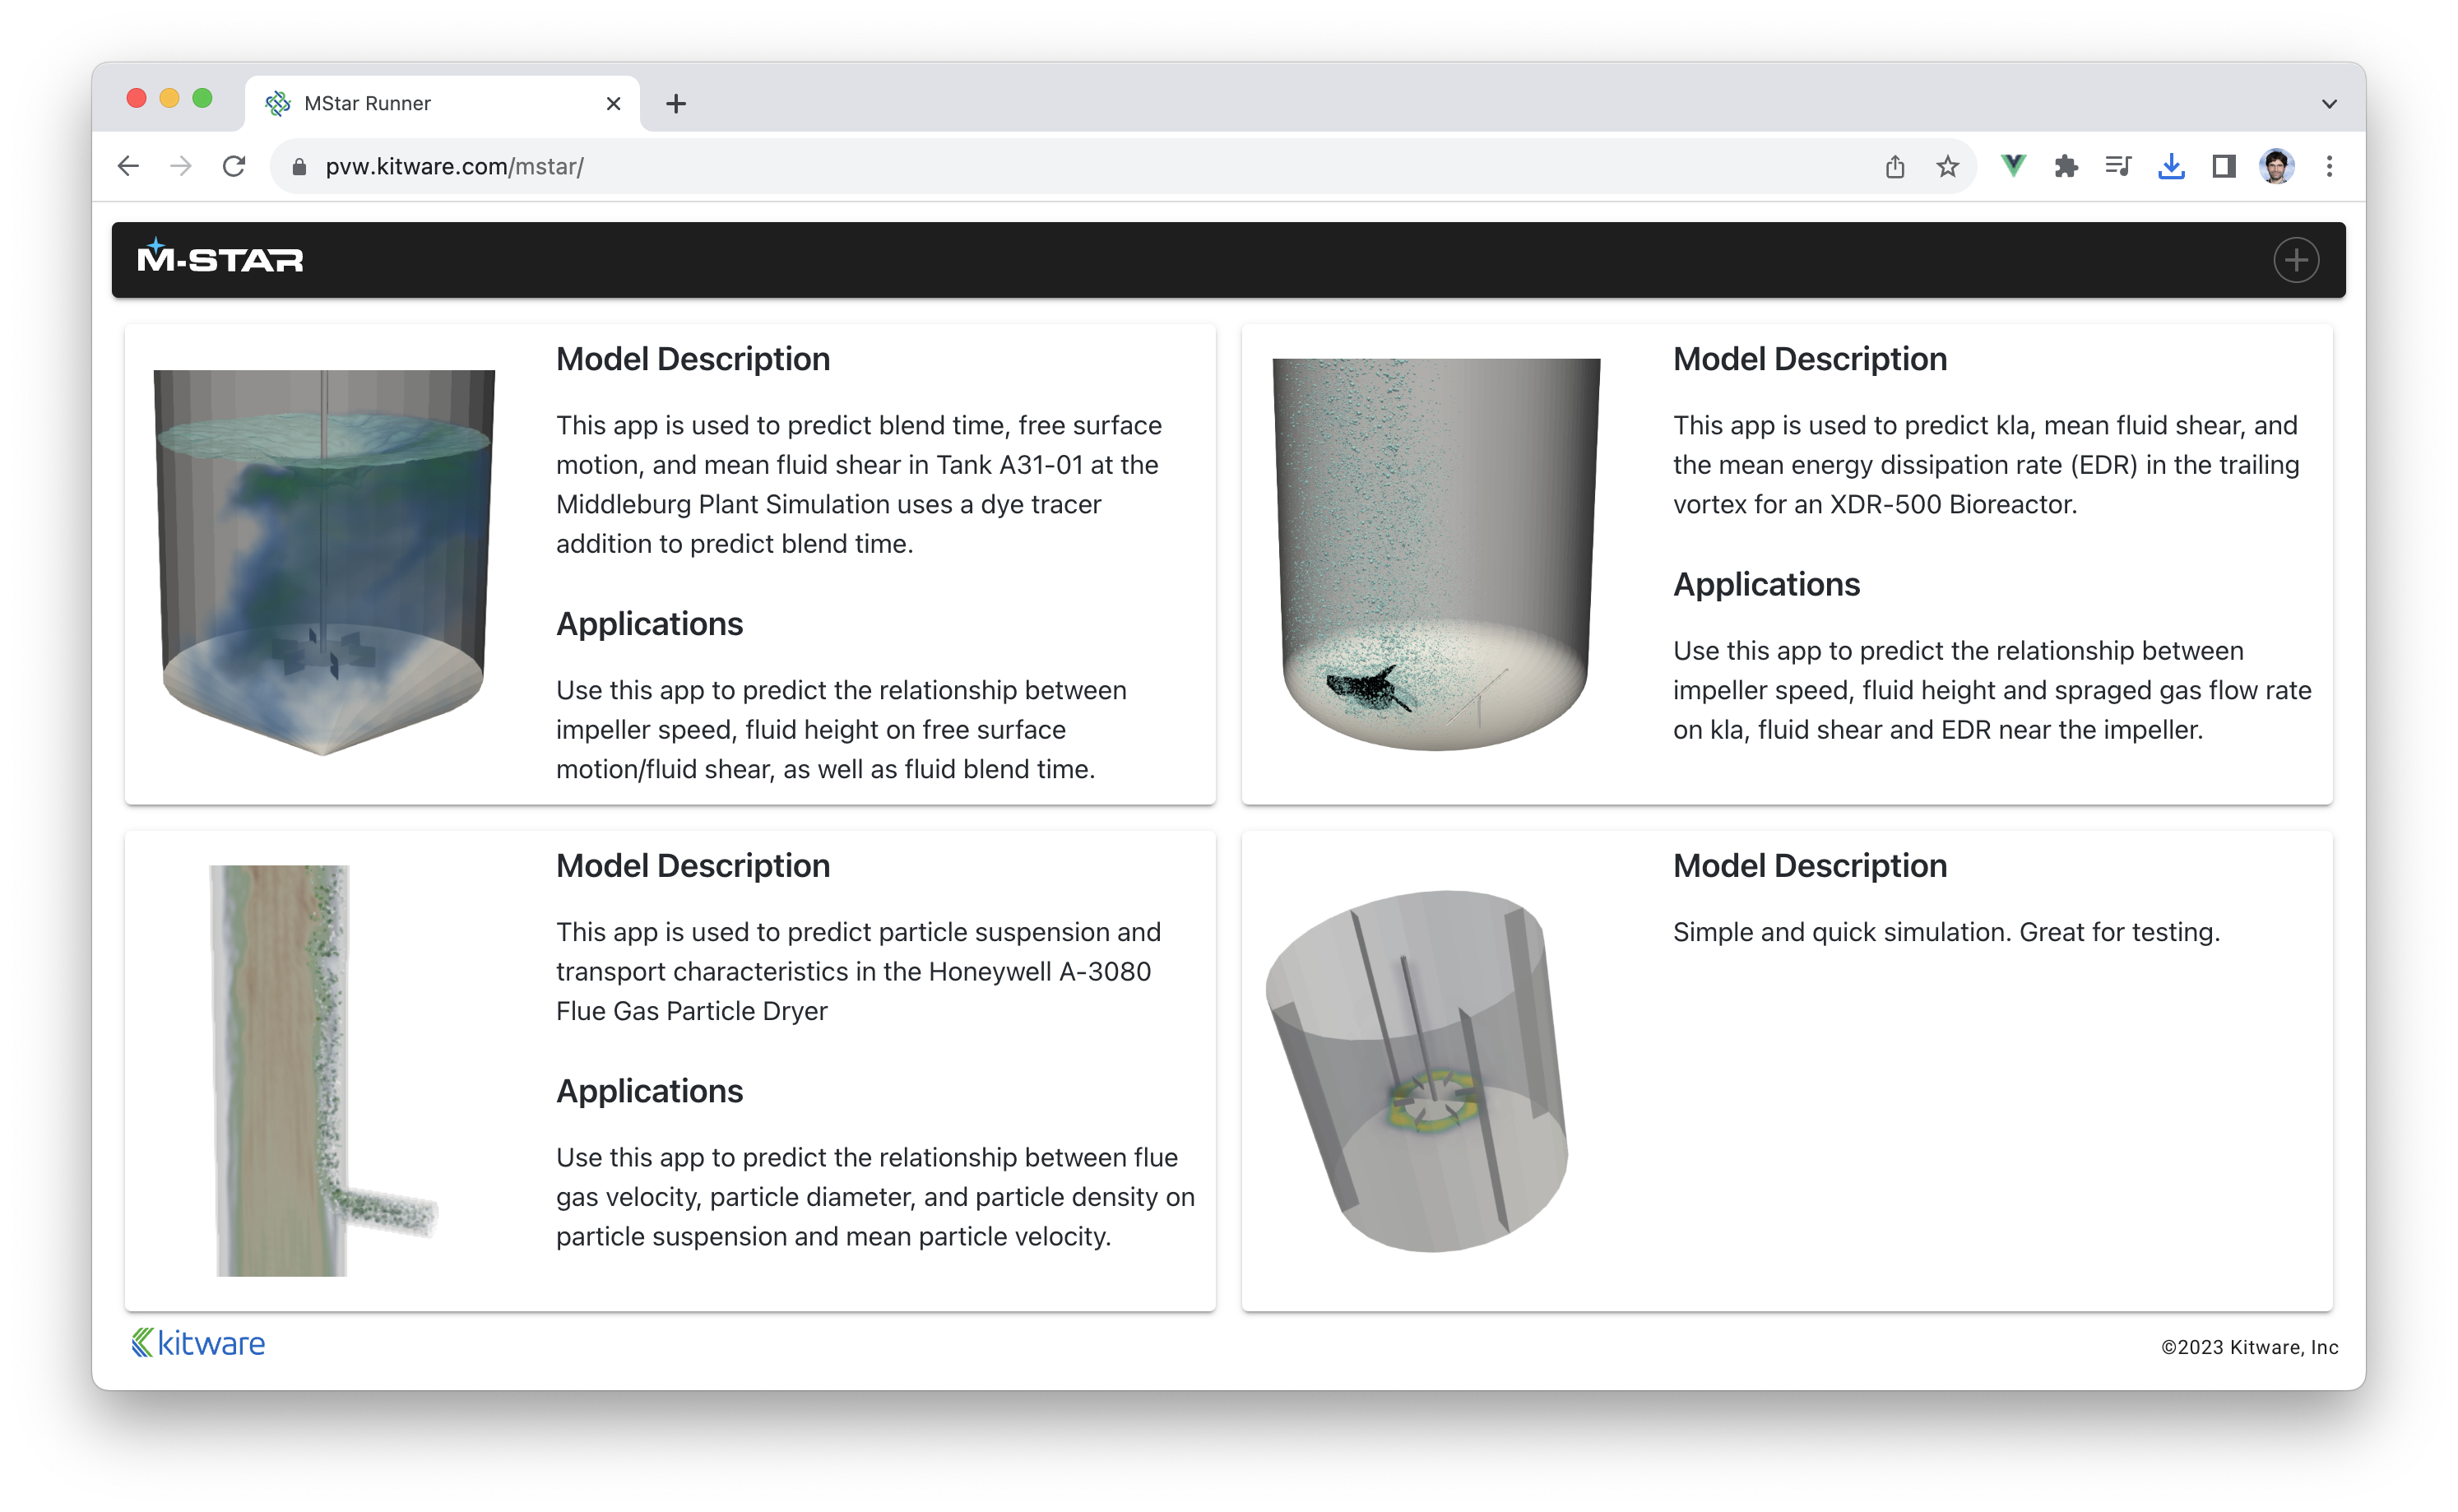 MStar Runner
pvw.kitware.com/mstar/
M-STAR
Model Description
This app is used to predict blend time, free surface
motion, and mean fluid shear in Tank A31-01 at the
Middleburg Plant Simulation uses a dye tracer
addition to predict blend time.
Applications
Use this app to predict the relationship between
impeller speed, fluid height on free surface
motion/fluid shear, as well as fluid blend time.
Model Description
This app is used to predict kla, mean fluid shear, and
the mean energy dissipation rate (EDR) in the trailing
vortex for an XDR-500 Bioreactor.
Applications
Use this app to predict the relationship between
impeller speed, fluid height and spraged gas flow rate
on kla, fluid shear and EDR near the impeller.
Model Description
This app is used to predict particle suspension and
transport characteristics in the Honeywell A-3080
Flue Gas Particle Dryer
Applications
Use this app to predict the relationship between flue
gas velocity, particle diameter, and particle density on
particle suspension and mean particle velocity.
Model Description
Simple and quick simulation. Great for testing.
kitware
©2023 Kitware, Inc